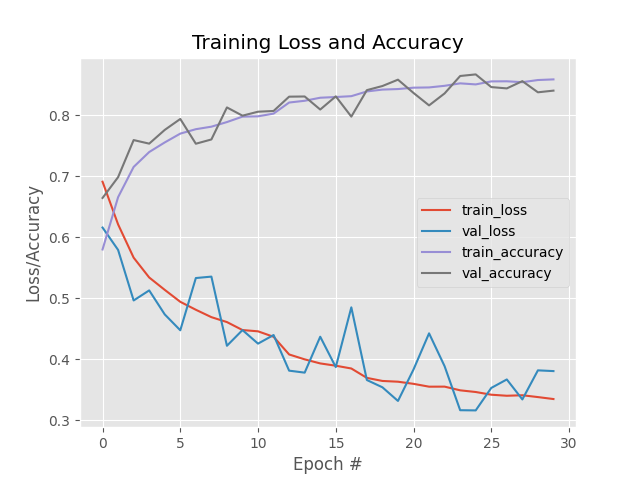 Training Loss and Accuracy
Loss/Accuracy
0.8
0.7
0.6
0.5
0.4
0.3
train_loss
val_loss
train_accuracy
val_accuracy
0 5 10 15 20 25 30
Epoch #